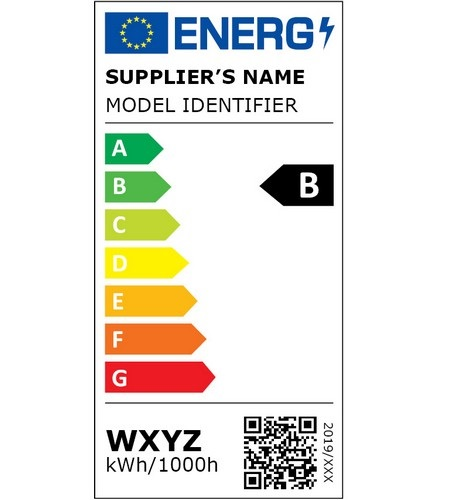 ENERG
SUPPLIER'S NAME
MODEL IDENTIFIER
A
B
B
C
D
E
F
G
WXYZ
kWh/1000h
2019/XXX